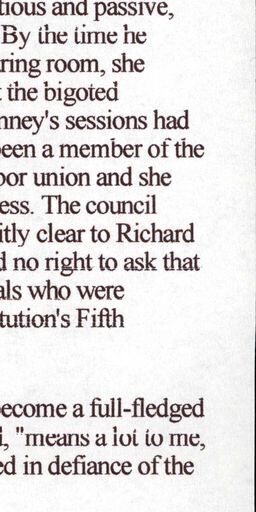 tious and passive,
By the time he
ring room, she
t the bigoted
nney's sessions had
een a member of the
bor union and she
ess. The council
itly clear to Richard
d no right to ask that
als who were
tution's Fifth
ecome a full-fledged
i, "means a lot to me,
ed in defiance of the